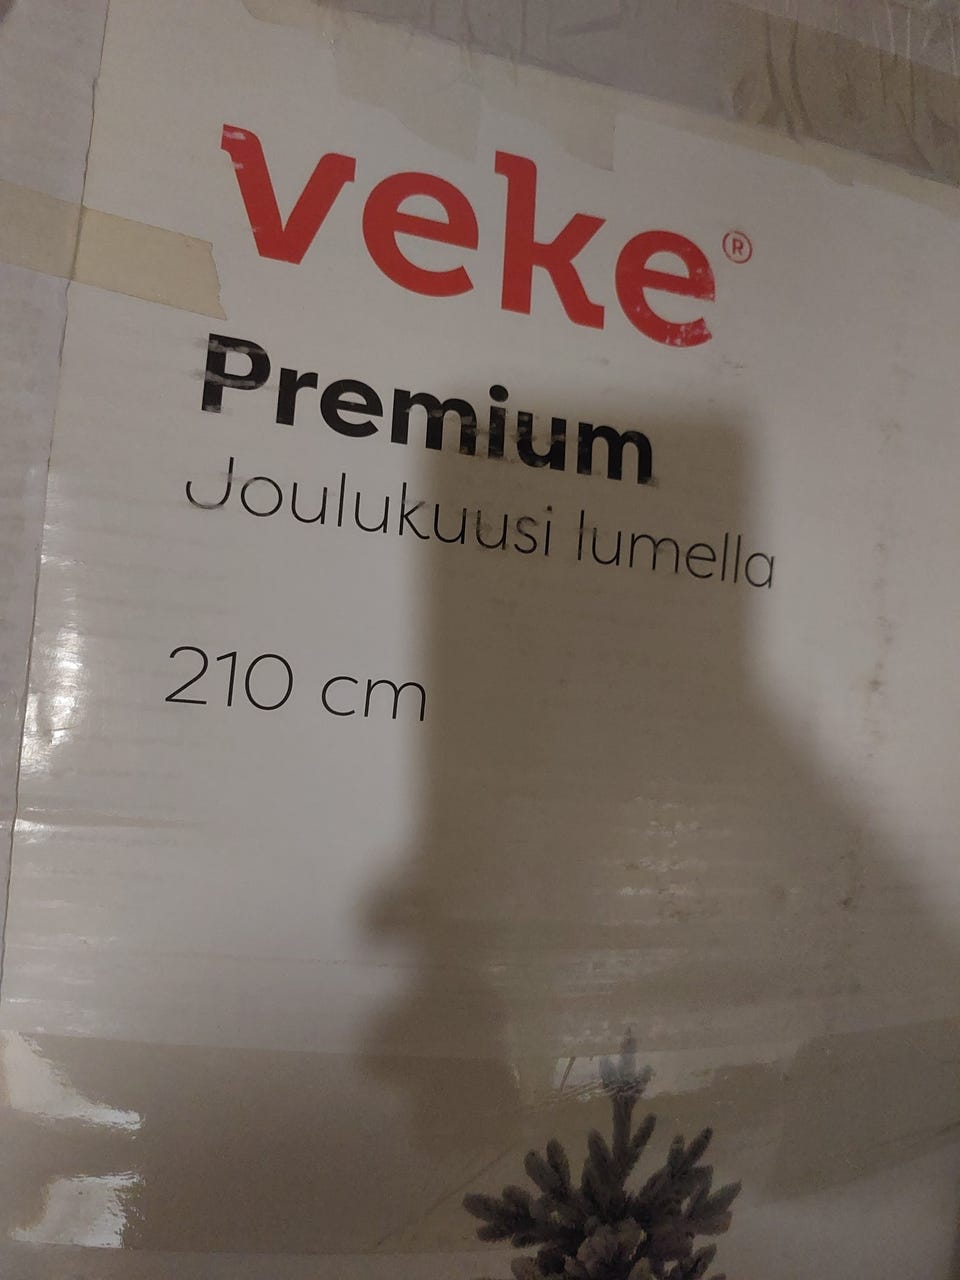 veke®
Premium
Joulukuusi lumella
210 cm